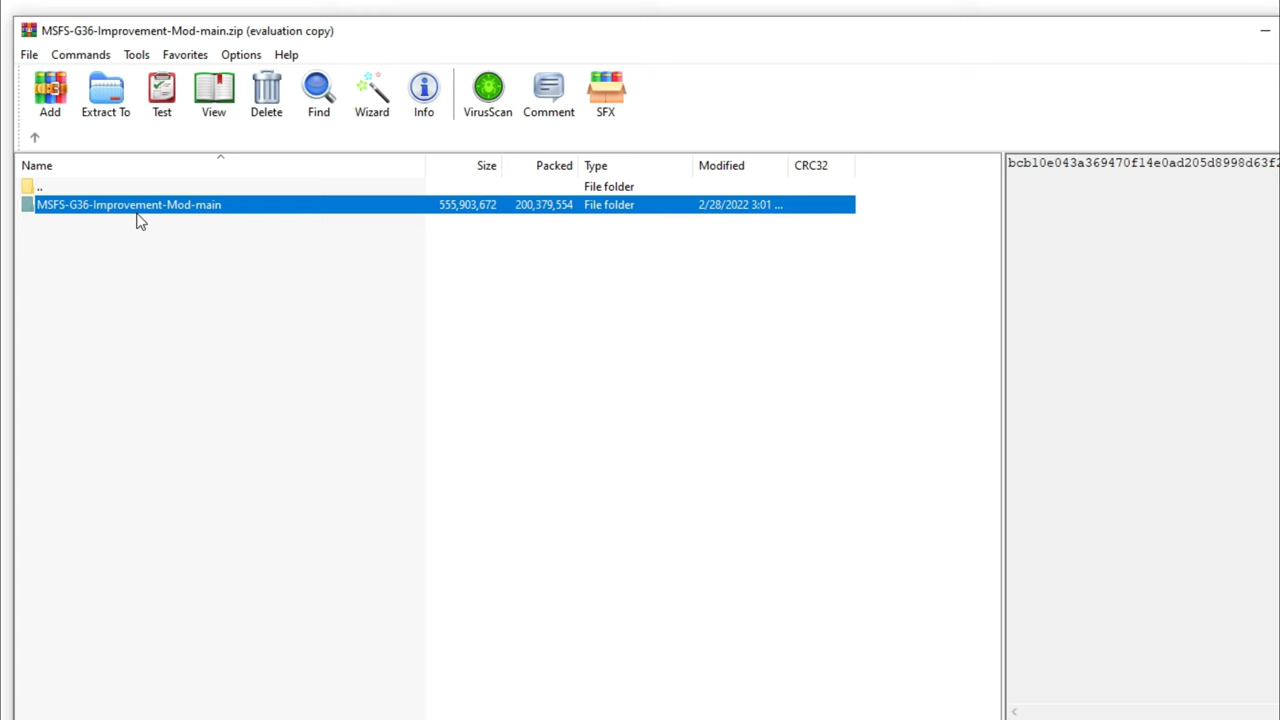 MSFS-G36-Improvement-Mod-main.zip (evaluation copy)
File Commands Tools Favorites Options Help
Add Extract To Test View Delete Find Wizard Info VirusScan Comment SFX
Name Size Packed Type Modified CRC32
.. File folder
MSFS-G36-Improvement-Mod-main 555,903,672 200,379,554 File folder 2/28/2022 3:01 ...
bcb10e043a369470f14e0ad205d8998d63f2